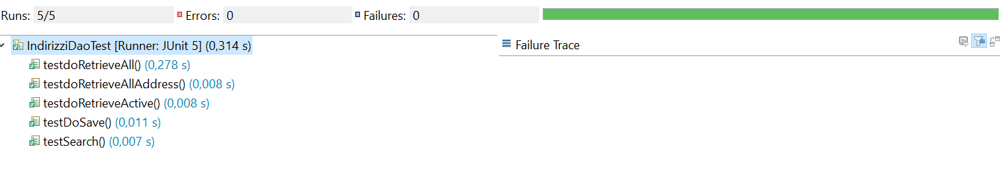 Runs: 5/5 Errors: 0 Failures: 0
IndirizziDaoTest [Runner: JUnit 5] (0,314 s)
testdoRetrieveAll() (0,278 s)
testdoRetrieveAllAddress() (0,008 s)
testdoRetrieveActive() (0,008 s)
testDoSave() (0,011 s)
testSearch() (0,007 s)
Failure Trace